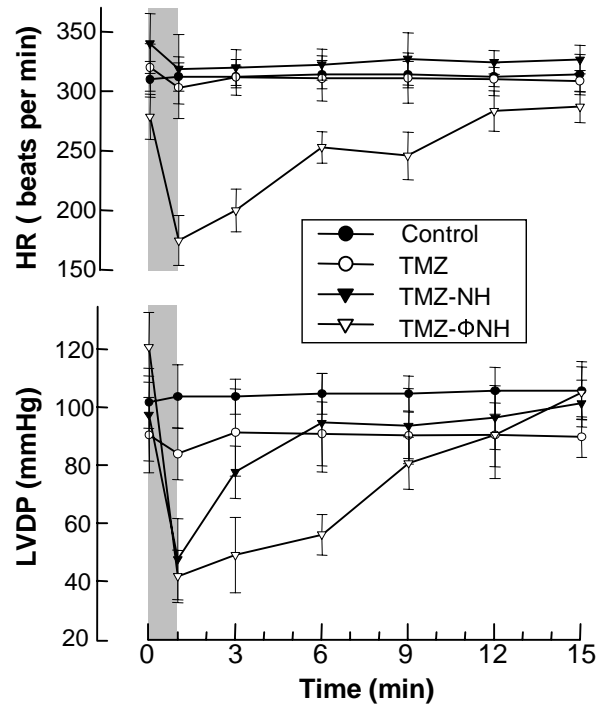 HR ( beats per min)
350
300
250
200
150
Control
TMZ
TMZ-NH
TMZ-ΦNH
LVDP (mmHg)
120
100
80
60
40
20
0 3 6 9 12 15
Time (min)